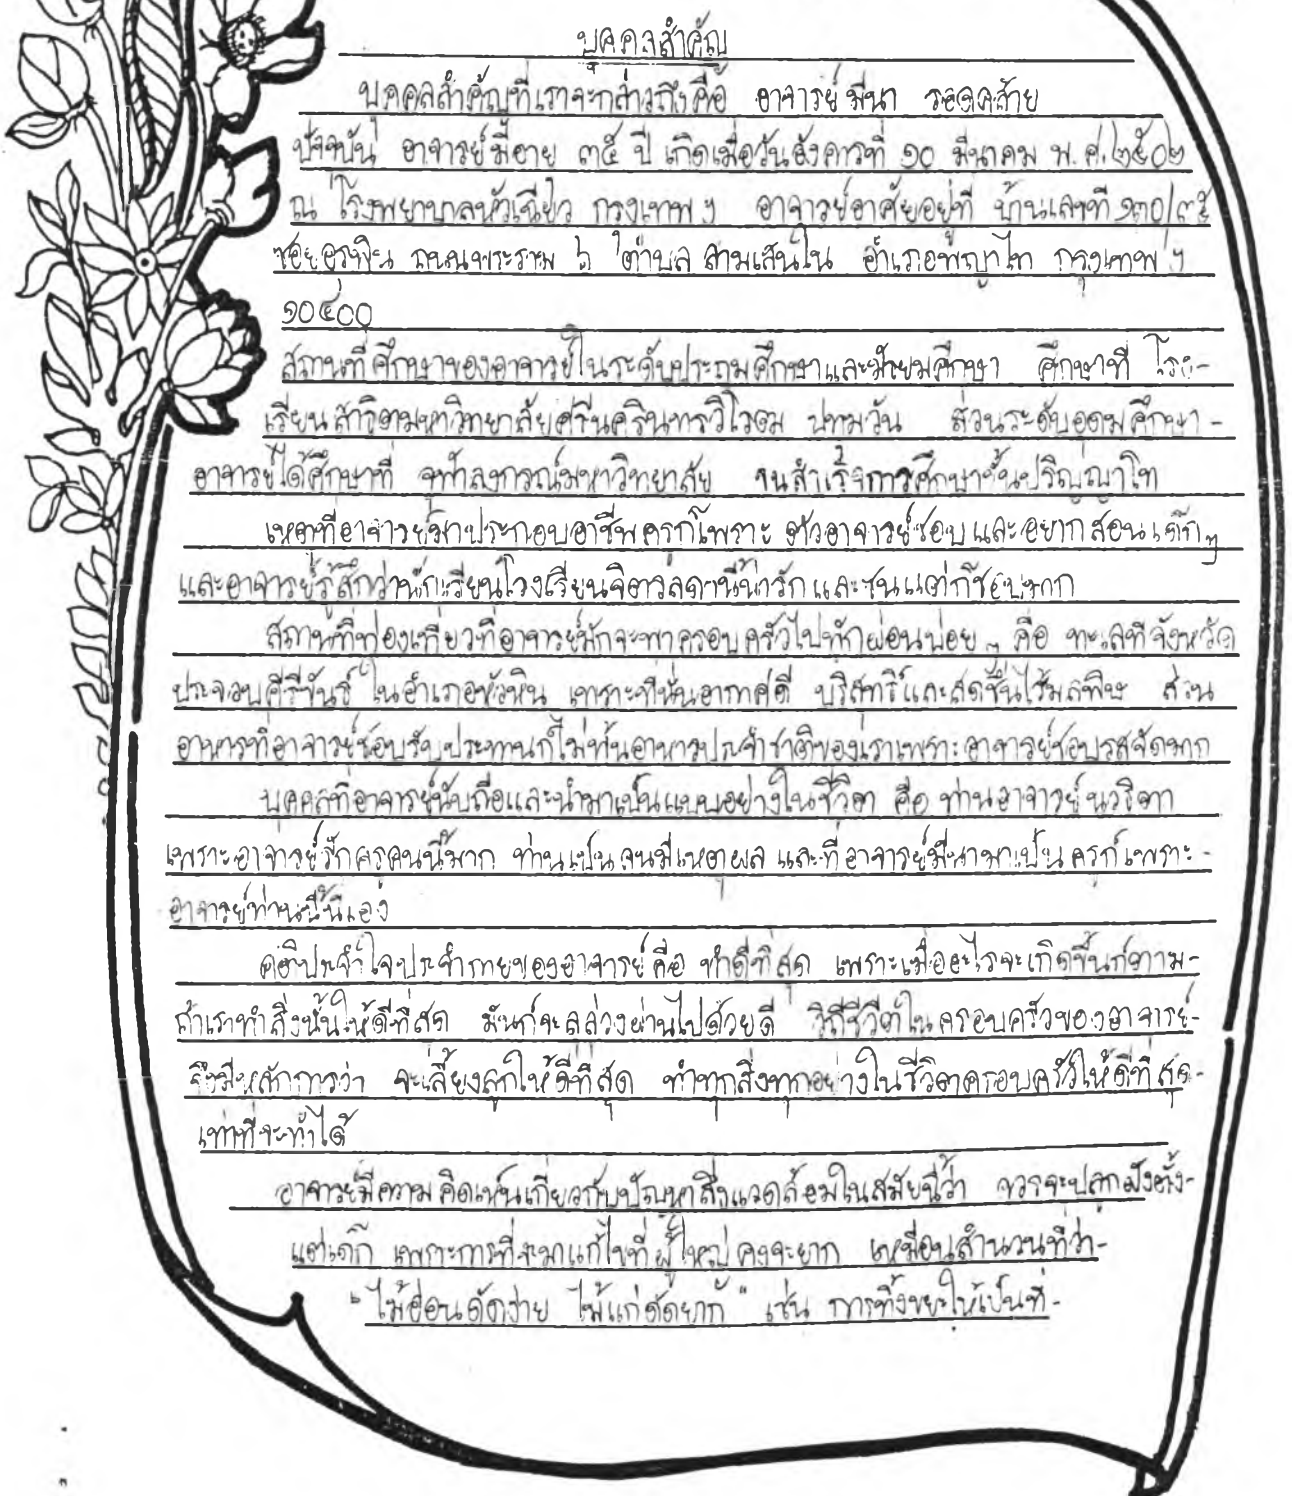 บุคคลสำคัญ
บุคคลสำคัญที่เราจะกล่าวถึงคือ อาจารย์ มีนา รอดคล้าย
ปัจจุบัน อาจารย์มีอายุ ๓๕ ปี เกิดเมื่อวันอังคารที่ ๑๐ มีนาคม พ.ศ.๒๕๐๒
ณ โรงพยาบาลหัวเฉียว กรุงเทพฯ อาจารย์อาศัยอยู่ที่ บ้านเลขที่ ๑๓๐/๓๕
ซอย ถนนพระราม ๖ ตำบล สามเสนใน อำเภอพญาไท กรุงเทพฯ
๑๐๔๐๐
สถานที่ศึกษาของอาจารย์ในระดับประถมศึกษาและมัธยมศึกษา ศึกษาที่ โรง-
เรียนสาธิตมหาวิทยาลัยศรีนครินทรวิโรฒ ปทุมวัน ส่วนระดับอุดมศึกษา-
อาจารย์ได้ศึกษาที่ จุฬาลงกรณ์มหาวิทยาลัย จนสำเร็จการศึกษาขั้นปริญญาโท
เหตุที่อาจารย์มาประกอบอาชีพครูก็เพราะ ตัวอาจารย์ชอบและอยากสอนเด็กๆ
และอาจารย์รู้สึกว่านักเรียนโรงเรียนจิตรลดานี้น่ารักและซนแต่ก็ชอบมาก
สถานที่ท่องเที่ยวที่อาจารย์มักจะพาครอบครัวไปพักผ่อนบ่อย ๆ คือ ทะเลที่จังหวัด
ประจวบคีรีขันธ์ ในอำเภอหัวหิน เพราะที่นั่นอากาศดี บริสุทธิ์และสดชื่นไร้มลพิษ ส่วน
อาหารที่อาจารย์ชอบรับประทานก็ไม่พ้นอาหารประจำชาติของเราเพราะอาจารย์ชอบรสจัดมาก
บุคคลที่อาจารย์นับถือและนำมาเป็นแบบอย่างในชีวิต คือ ท่านอาจารย์
เพราะอาจารย์รักครูคนนี้มาก ท่านเป็นคนมีเหตุผล และที่อาจารย์มีนามาเป็นครูก็เพราะ-
อาจารย์ท่านนี้นี่เอง
คติประจำใจประจำกายของอาจารย์ คือ ทำดีที่สุด เพราะเมื่ออะไรจะเกิดขึ้นก็ตาม-
ถ้าเราทำสิ่งนั้นให้ดีที่สุด มันก็จะลุล่วงผ่านไปด้วยดี วิถีชีวิตในครอบครัวของอาจารย์-
จึงมีหลักการว่า จะเลี้ยงลูกให้ดีที่สุด ทำทุกสิ่งทุกอย่างในชีวิตครอบครัวให้ดีที่สุด-
เท่าที่จะทำได้
อาจารย์มีความคิดเห็นเกี่ยวกับปัญหาสิ่งแวดล้อมในสมัยนี้ว่า ควรจะปลูกฝังตั้ง-
แต่เด็ก เพราะการที่จะมาแก้ไขที่ผู้ใหญ่คงจะยาก เหมือนสำนวนที่ว่า-
"ไม้อ่อนดัดง่าย ไม้แก่ดัดยาก" เช่น การทิ้งขยะให้เป็นที่-